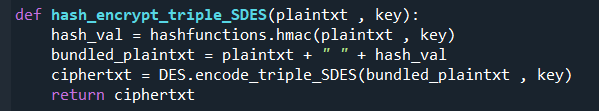 def hash_encrypt_triple_SDES(plaintxt , key):
    hash_val = hashfunctions.hmac(plaintxt , key)
    bundled_plaintxt = plaintxt + " " + hash_val
    ciphertxt = DES.encode_triple_SDES(bundled_plaintxt , key)
    return ciphertxt